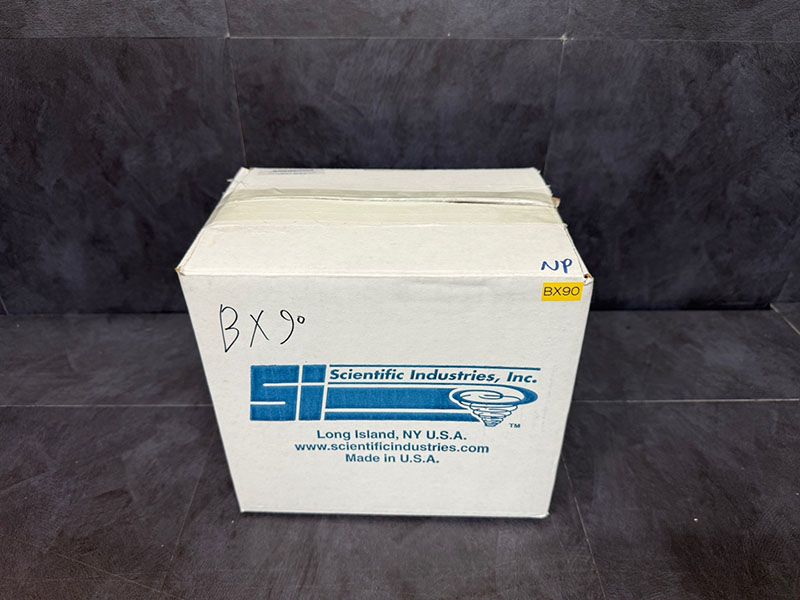 NP
BX90
BX90
SI
Scientific Industries, Inc.
TM
Long Island, NY U.S.A.
www.scientificindustries.com
Made in U.S.A.